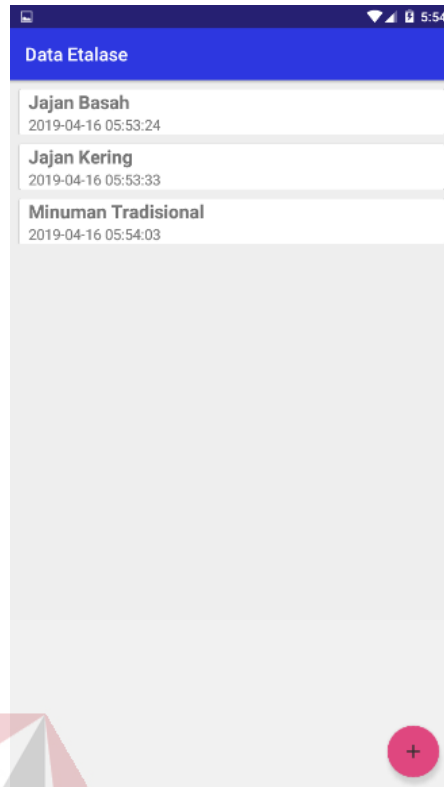 5:54
Data Etalase
Jajan Basah
2019-04-16 05:53:24
Jajan Kering
2019-04-16 05:53:33
Minuman Tradisional
2019-04-16 05:54:03
+